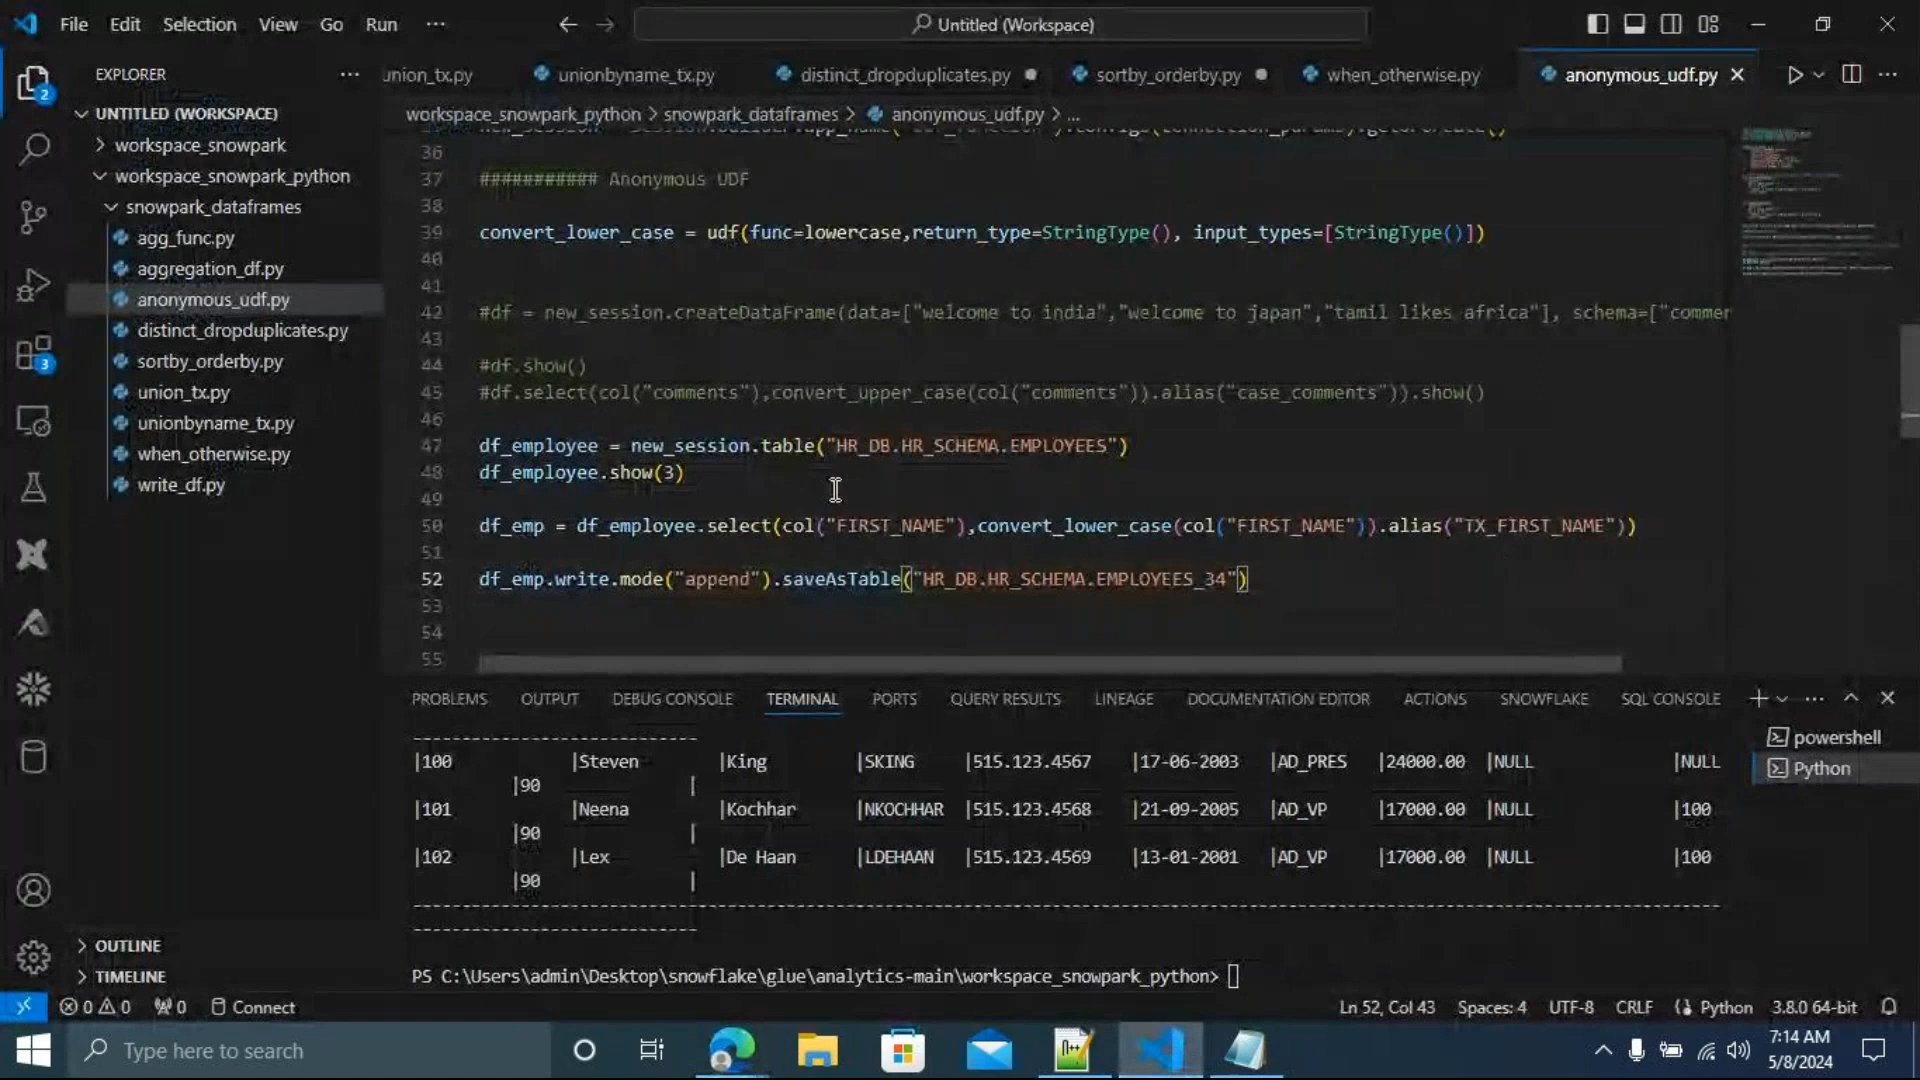 File Edit Selection View Go Run ··· Untitled (Workspace)
EXPLORER ···
union_tx.py unionbyname_tx.py distinct_dropduplicates.py sortby_orderby.py when_otherwise.py anonymous_udf.py
2
UNTITLED (WORKSPACE)
workspace_snowpark
workspace_snowpark_python
snowpark_dataframes
agg_func.py
aggregation_df.py
anonymous_udf.py
distinct_dropduplicates.py
sortby_orderby.py
union_tx.py
unionbyname_tx.py
when_otherwise.py
write_df.py
3
OUTLINE
TIMELINE
workspace_snowpark_python > snowpark_dataframes > anonymous_udf.py > ...
36
37 ########### Anonymous UDF
38
39 convert_lower_case = udf(func=lowercase,return_type=StringType(), input_types=[StringType()])
40
41
42 #df = new_session.createDataFrame(data=["welcome to india","welcome to japan","tamil likes africa"], schema=["commer
43
44 #df.show()
45 #df.select(col("comments"),convert_upper_case(col("comments")).alias("case_comments")).show()
46
47 df_employee = new_session.table("HR_DB.HR_SCHEMA.EMPLOYEES")
48 df_employee.show(3)
49
50 df_emp = df_employee.select(col("FIRST_NAME"),convert_lower_case(col("FIRST_NAME")).alias("TX_FIRST_NAME"))
51
52 df_emp.write.mode("append").saveAsTable("HR_DB.HR_SCHEMA.EMPLOYEES_34")
53
54
55
PROBLEMS OUTPUT DEBUG CONSOLE TERMINAL PORTS QUERY RESULTS LINEAGE DOCUMENTATION EDITOR ACTIONS SNOWFLAKE SQL CONSOLE
powershell
Python
|100 |Steven |King |SKING |515.123.4567 |17-06-2003 |AD_PRES |24000.00 |NULL |NULL
|90 |
|101 |Neena |Kochhar |NKOCHHAR |515.123.4568 |21-09-2005 |AD_VP |17000.00 |NULL |100
|90 |
|102 |Lex |De Haan |LDEHAAN |515.123.4569 |13-01-2001 |AD_VP |17000.00 |NULL |100
|90 |
PS C:\Users\admin\Desktop\snowflake\glue\analytics-main\workspace_snowpark_python>
0 0 0 Connect Ln 52, Col 43 Spaces: 4 UTF-8 CRLF Python 3.8.0 64-bit
Type here to search
7:14 AM
5/8/2024